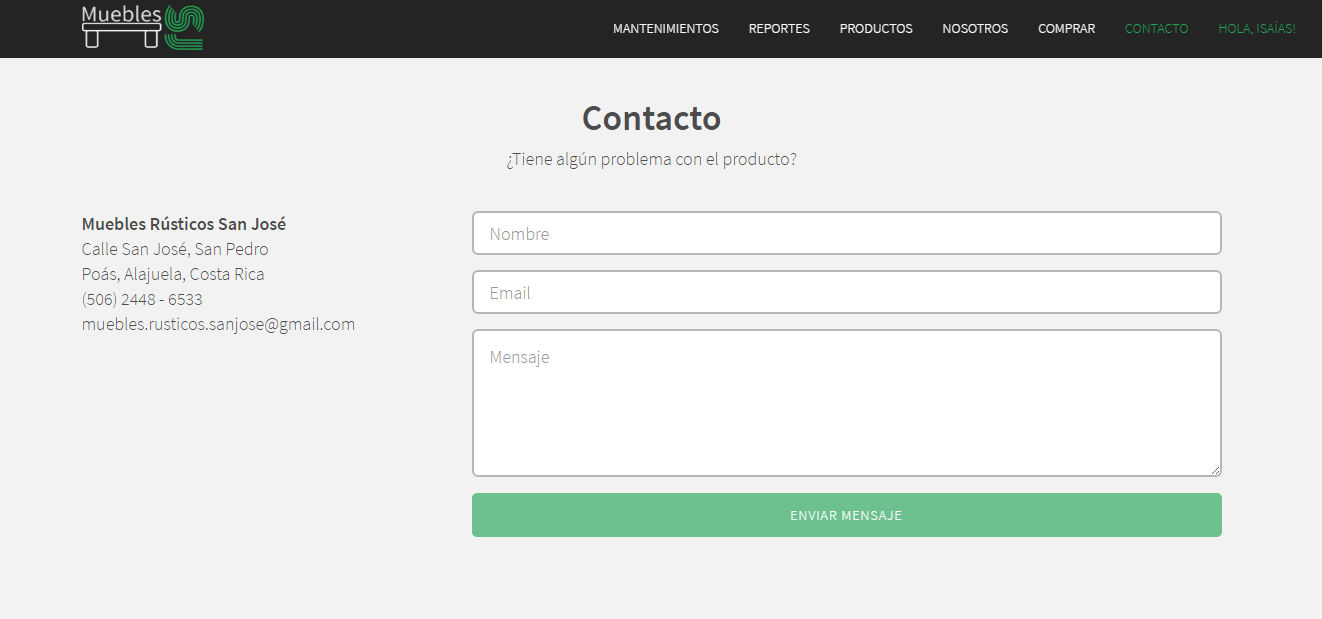 Muebles
MANTENIMIENTOS REPORTES PRODUCTOS NOSOTROS COMPRAR CONTACTO HOLA, ISAÍAS!
Contacto
¿Tiene algún problema con el producto?
Muebles Rústicos San José
Calle San José, San Pedro
Poás, Alajuela, Costa Rica
(506) 2448 - 6533
muebles.rusticos.sanjose@gmail.com
Nombre
Email
Mensaje
ENVIAR MENSAJE